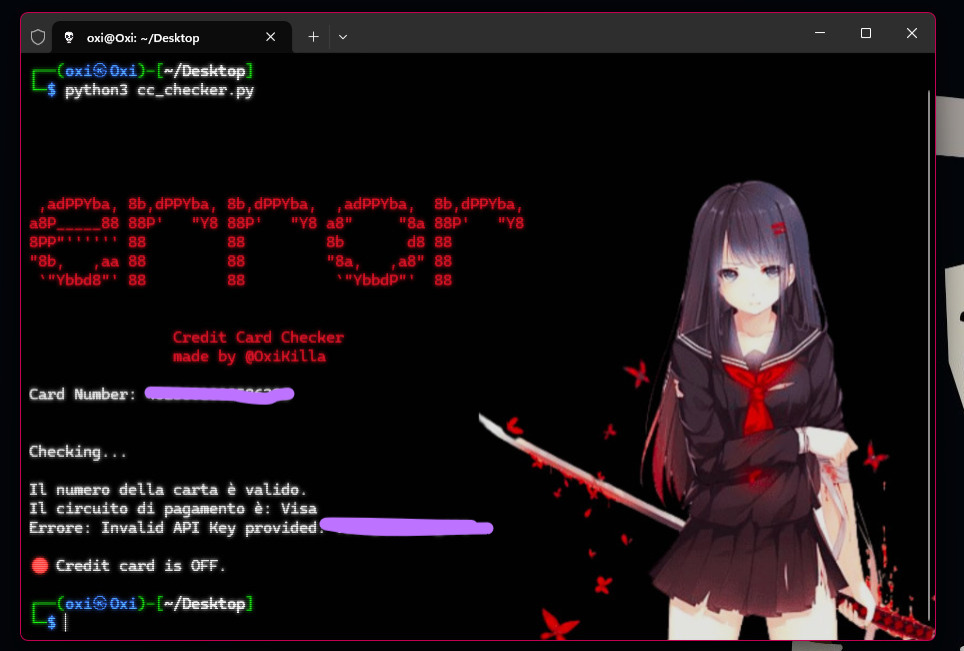 oxi@Oxi: ~/Desktop
(oxi㉿Oxi)-[~/Desktop]
$ python3 cc_checker.py
,adPPYba, 8b,dPPYba, 8b,dPPYba,  ,adPPYba,  8b,dPPYba,
a8P_____88 88P'   "Y8 88P'   "Y8 a8"     "8a 88P'   "Y8
8PP"'''''' 88         88         8b       d8 88
"8b,   ,aa 88         88         "8a,   ,a8" 88
`"Ybbd8"' 88         88          `"YbbdP"'  88
Credit Card Checker
made by @OxiKilla
Card Number:
Checking...
Il numero della carta è valido.
Il circuito di pagamento è: Visa
Errore: Invalid API Key provided:
Credit card is OFF.
(oxi㉿Oxi)-[~/Desktop]
$